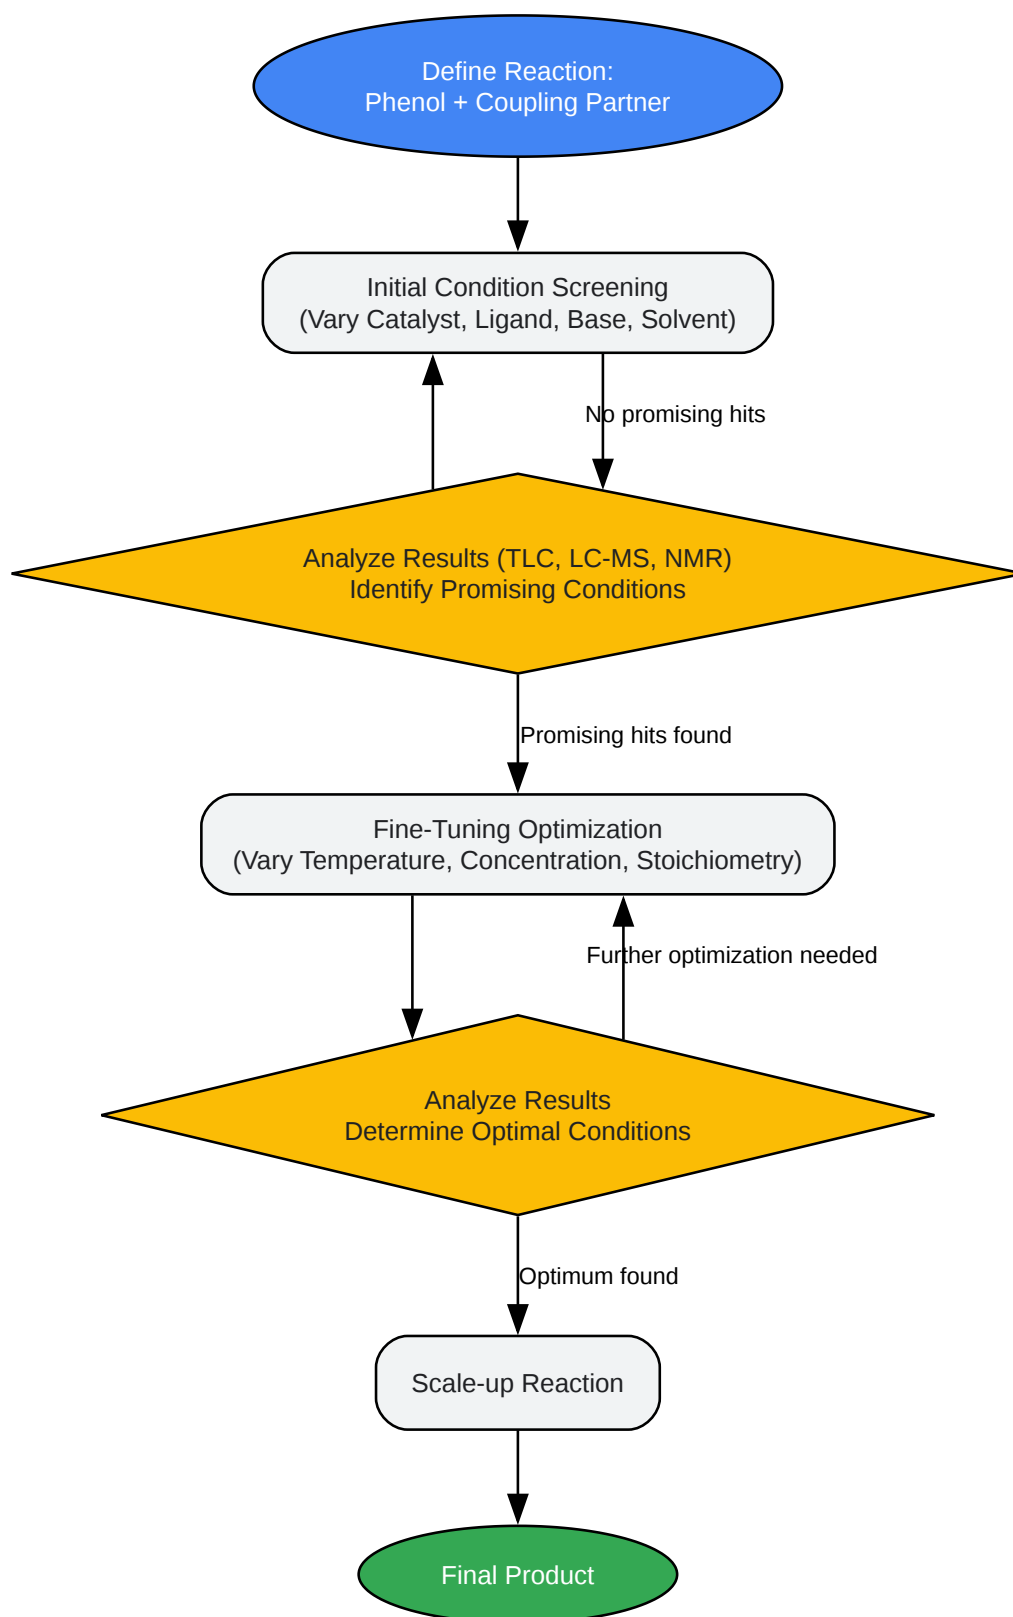 Define Reaction:
Phenol + Coupling Partner
Initial Condition Screening
(Vary Catalyst, Ligand, Base, Solvent)
No promising hits
Analyze Results (TLC, LC-MS, NMR)
Identify Promising Conditions
Promising hits found
Fine-Tuning Optimization
(Vary Temperature, Concentration, Stoichiometry)
Further optimization needed
Analyze Results
Determine Optimal Conditions
Optimum found
Scale-up Reaction
Final Product